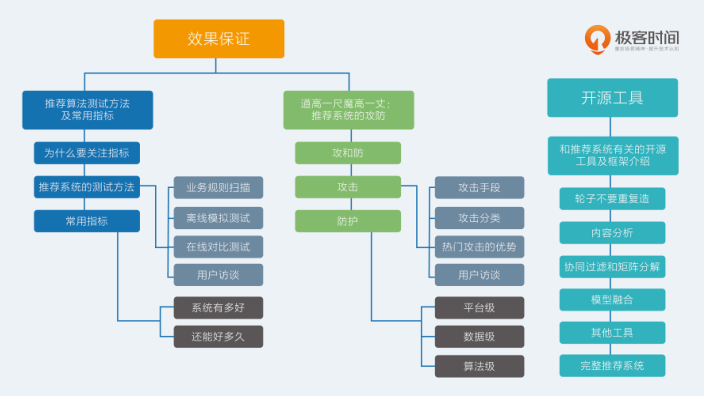 效果保证
极客时间
推荐算法测试方法
及常用指标
为什么要关注指标
推荐系统的测试方法
常用指标
业务规则扫描
离线模拟测试
在线对比测试
用户访谈
系统有多好
还能好多久
道高一尺魔高一丈：
推荐系统的攻防
攻和防
攻击
防护
攻击手段
攻击分类
热门攻击的优势
用户访谈
平台级
数据级
算法级
开源工具
和推荐系统有关的开源
工具及框架介绍
轮子不要重复造
内容分析
协同过滤和矩阵分解
模型融合
其他工具
完整推荐系统